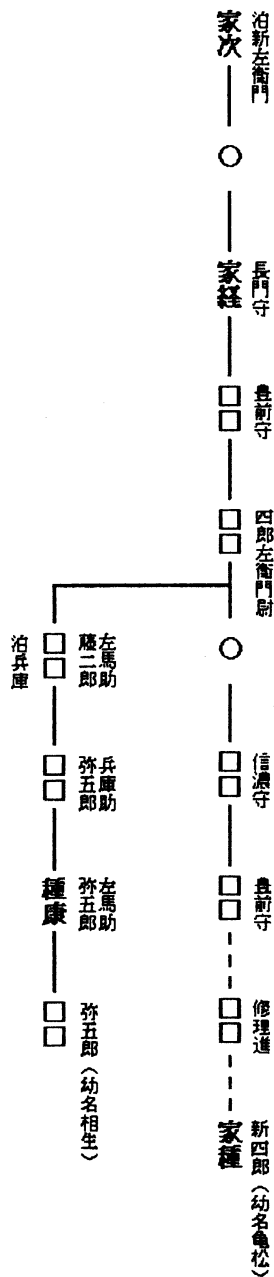 泊新左衛門
家次
○
長門守
家経
豊前守
□□
四郎左衛門尉
□□
○
信濃守
□□
豊前守
□□
修理進
□□
新四郎（幼名亀松）
家種
左馬助
藤二郎
□□
泊兵庫
兵庫助
弥五郎
□□
左馬助
弥五郎
種康
弥五郎（幼名相生）
□□